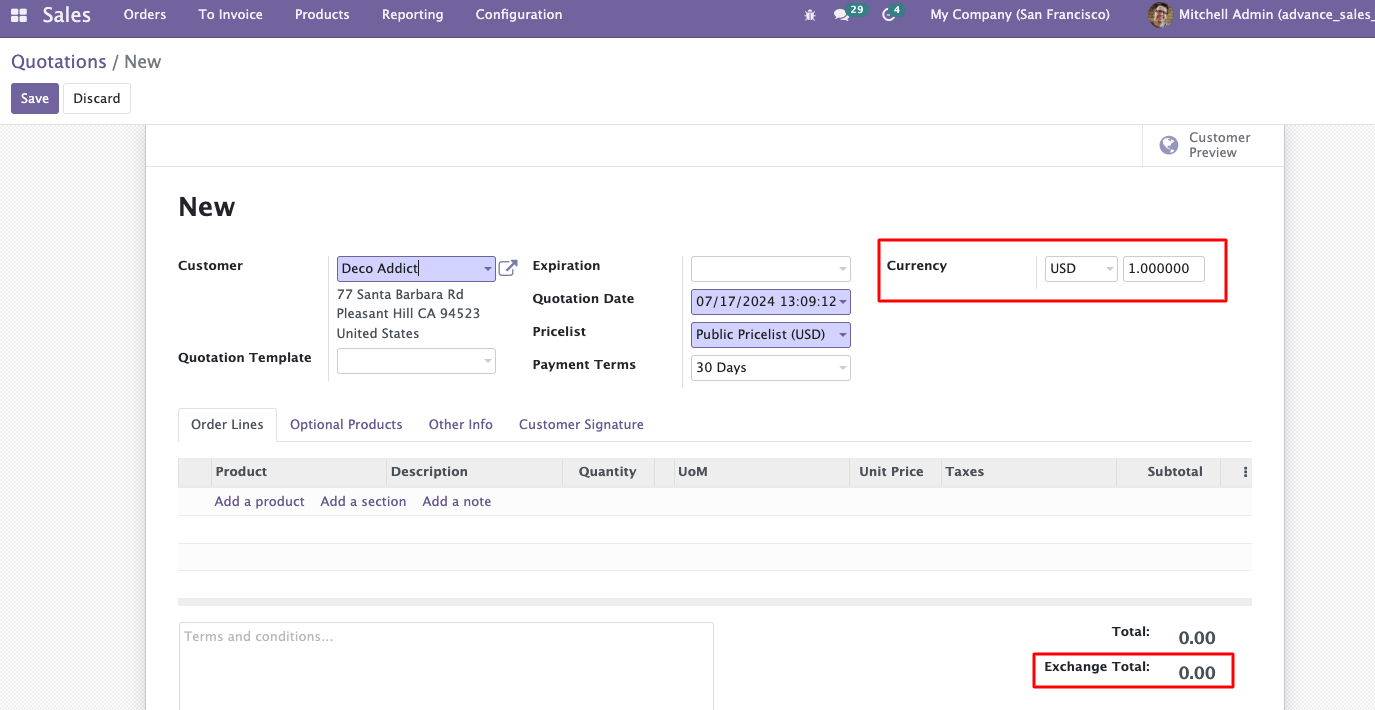 Sales Orders To Invoice Products Reporting Configuration 29 4 My Company (San Francisco) Mitchell Admin (advance_sales_
Quotations / New
Save Discard
Customer
Preview
New
Customer Deco Addict
77 Santa Barbara Rd
Pleasant Hill CA 94523
United States
Quotation Template
Expiration
Quotation Date 07/17/2024 13:09:12
Pricelist Public Pricelist (USD)
Payment Terms 30 Days
Currency USD 1.000000
Order Lines Optional Products Other Info Customer Signature
Product Description Quantity UoM Unit Price Taxes Subtotal
Add a product Add a section Add a note
Terms and conditions...
Total: 0.00
Exchange Total: 0.00